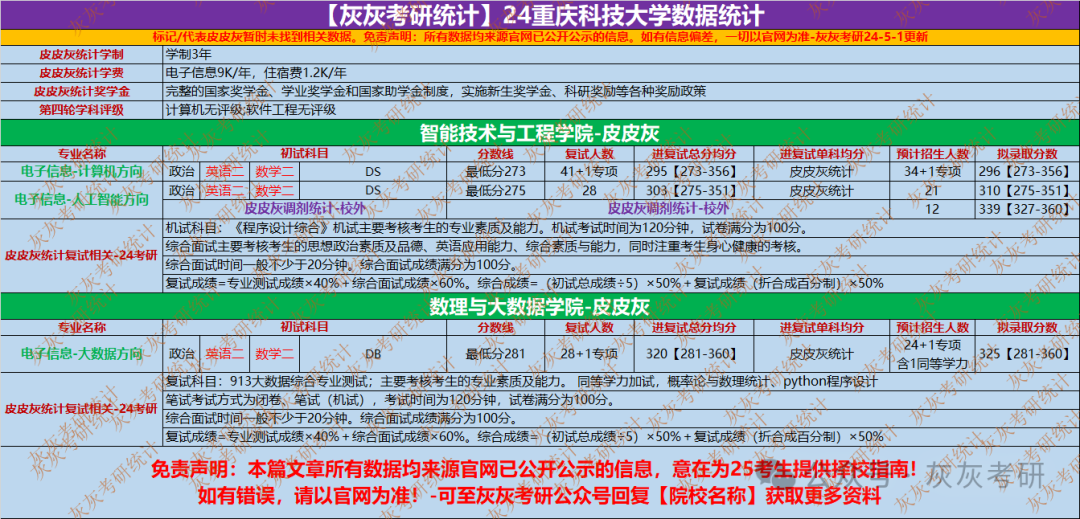 【灰灰考研统计】24重庆科技大学数据统计
标记/代表皮皮灰暂时未找到相关数据。免责声明：所有数据均来源官网已公开公示的信息。如有信息偏差，一切以官网为准-灰灰考研24-5-1更新
皮皮灰统计学制 学制3年
皮皮灰统计学费 电子信息9K/年，住宿费1.2K/年
皮皮灰统计奖学金 完整的国家奖学金、学业奖学金和国家助学金制度，实施新生奖学金、科研奖励等各种奖励政策
第四轮学科评级 计算机无评级;软件工程无评级
智能技术与工程学院-皮皮灰
专业名称 初试科目 分数线 复试人数 进复试总分均分 进复试单科均分 预计招生人数 拟录取分数
电子信息-计算机方向 政治 英语二 数学二 DS 最低分273 41+1专项 295【273-356】 皮皮灰统计 34+1专项 296【273-356】
电子信息-人工智能方向 政治 英语二 数学二 DS 最低分275 28 303【275-351】 皮皮灰统计 21 310【275-351】
皮皮灰调剂统计-校外 皮皮灰调剂统计-校外 12 339【327-360】
皮皮灰统计复试相关-24考研
机试科目：《程序设计综合》机试主要考核考生的专业素质及能力。机试考试时间为120分钟，试卷满分为100分。
综合面试主要考核考生的思想政治素质及品德、英语应用能力、综合素质与能力，同时注重考生身心健康的考核。
综合面试时间一般不少于20分钟。综合面试成绩满分为100分。
复试成绩=专业测试成绩×40%＋综合面试成绩×60%。综合成绩=（初试总成绩÷5）×50%＋复试成绩（折合成百分制）×50%
数理与大数据学院-皮皮灰
专业名称 初试科目 分数线 复试人数 进复试总分均分 进复试单科均分 预计招生人数 拟录取分数
电子信息-大数据方向 政治 英语二 数学二 DB 最低分281 28+1专项 320【281-360】 皮皮灰统计 24+1专项 325【281-360】
含1同等学力
皮皮灰统计复试相关-24考研
复试科目：913大数据综合专业测试；主要考核考生的专业素质及能力。 同等学力加试，概率论与数理统计、python程序设计
笔试考试方式为闭卷、笔试（机试），考试时间为120分钟，试卷满分为100分。
综合面试时间一般不少于20分钟。综合面试成绩满分为100分。
复试成绩=专业测试成绩×40%＋综合面试成绩×60%。综合成绩=（初试总成绩÷5）×50%＋复试成绩（折合成百分制）×50%
免责声明：本篇文章所有数据均来源官网已公开公示的信息，意在为25考生提供择校指南！
如有错误，请以官网为准！-可至灰灰考研公众号回复【院校名称】获取更多资料
公众号·灰灰考研
灰灰考研统计